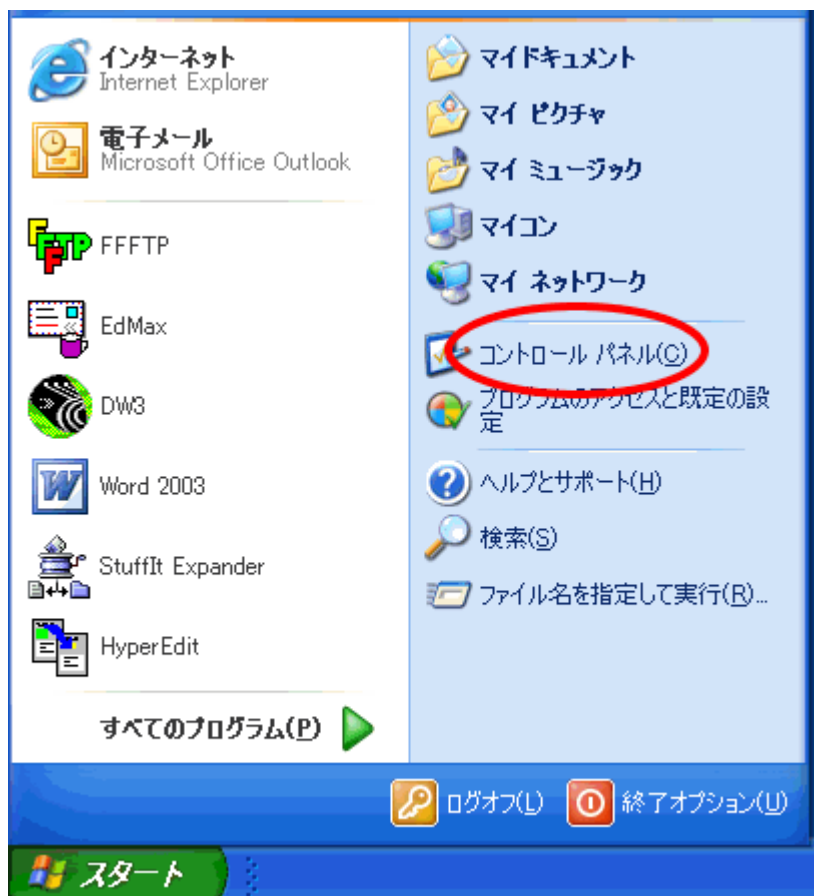 インターネット
Internet Explorer
電子メール
Microsoft Office Outlook
FFFTP
EdMax
DW3
Word 2003
StuffIt Expander
HyperEdit
すべてのプログラム(P)
マイドキュメント
マイ ピクチャ
マイ ミュージック
マイコン
マイ ネットワーク
コントロール パネル(C)
プログラムのアクセスと既定の設
定
ヘルプとサポート(H)
検索(S)
ファイル名を指定して実行(R)...
ログオフ(L)
終了オプション(U)
スタート